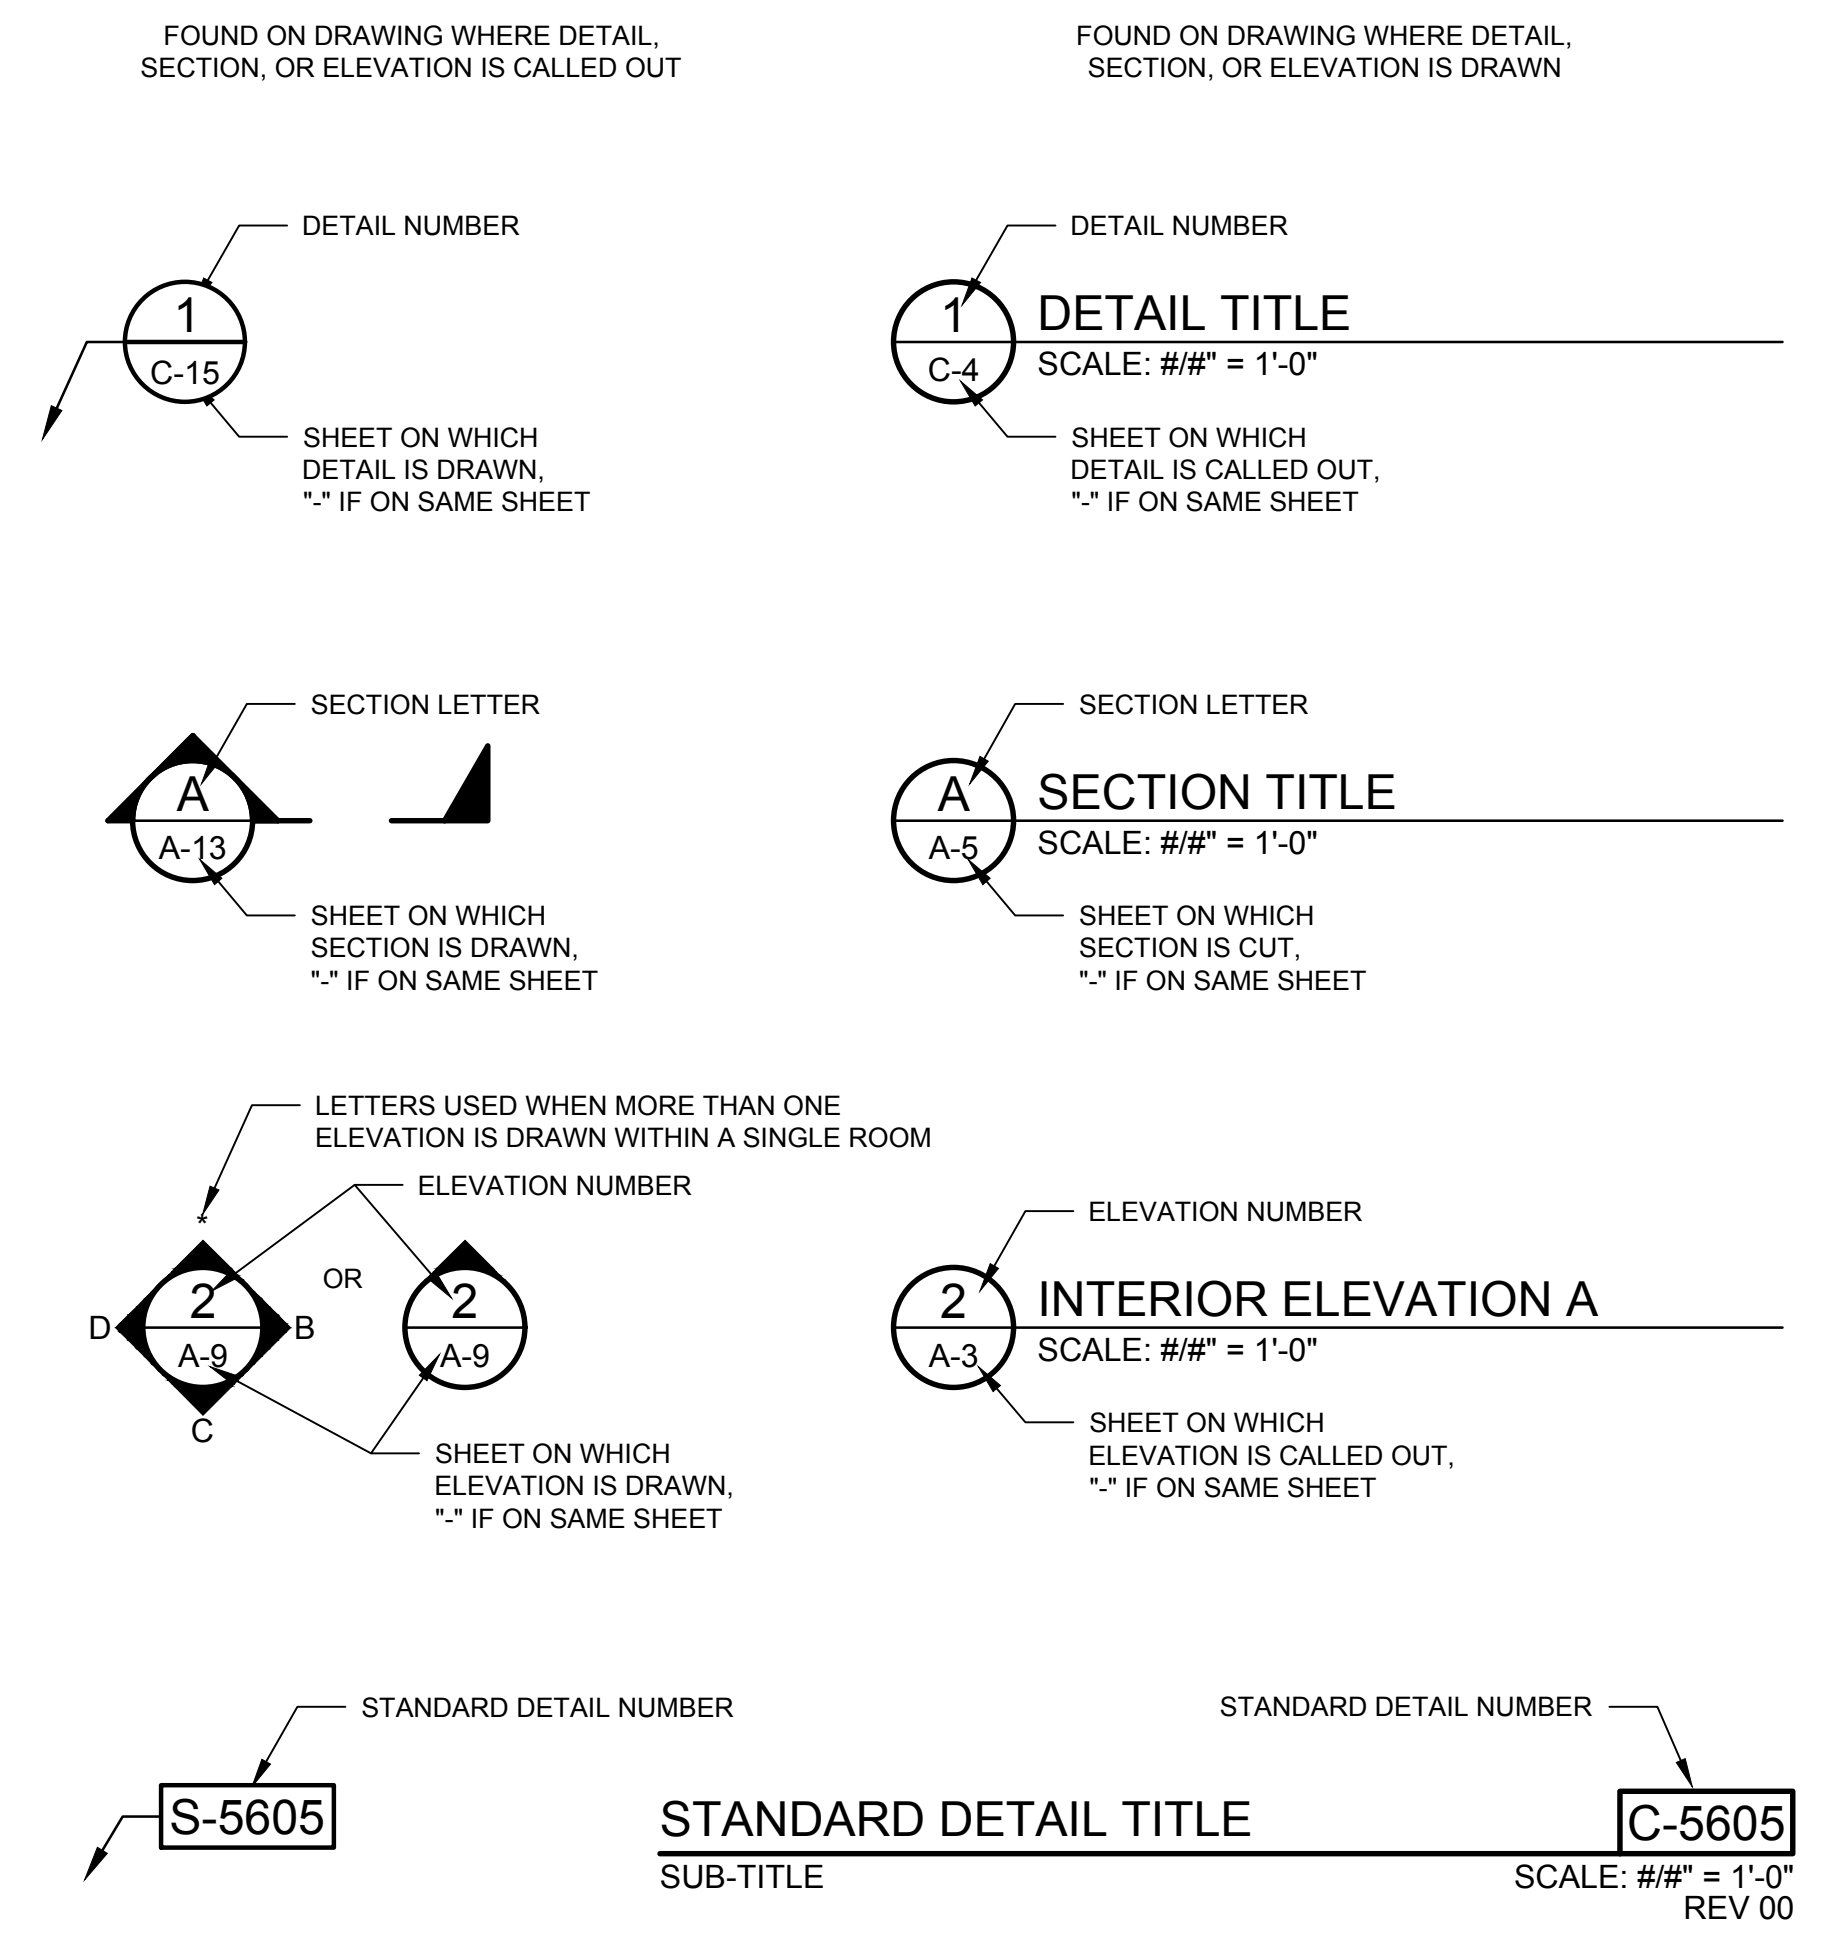 FOUND ON DRAWING WHERE DETAIL,
SECTION, OR ELEVATION IS CALLED OUT
FOUND ON DRAWING WHERE DETAIL,
SECTION, OR ELEVATION IS DRAWN
DETAIL NUMBER
1
C-15
SHEET ON WHICH
DETAIL IS DRAWN,
"-" IF ON SAME SHEET
DETAIL NUMBER
1
C-4
DETAIL TITLE
SCALE: #/#" = 1'-0"
SHEET ON WHICH
DETAIL IS CALLED OUT,
"-" IF ON SAME SHEET
SECTION LETTER
A
A-13
SHEET ON WHICH
SECTION IS DRAWN,
"-" IF ON SAME SHEET
SECTION LETTER
A
A-5
SECTION TITLE
SCALE: #/#" = 1'-0"
SHEET ON WHICH
SECTION IS CUT,
"-" IF ON SAME SHEET
LETTERS USED WHEN MORE THAN ONE
ELEVATION IS DRAWN WITHIN A SINGLE ROOM
ELEVATION NUMBER
*
D
2
A-9
B
C
OR
2
A-9
SHEET ON WHICH
ELEVATION IS DRAWN,
"-" IF ON SAME SHEET
ELEVATION NUMBER
2
A-3
INTERIOR ELEVATION A
SCALE: #/#" = 1'-0"
SHEET ON WHICH
ELEVATION IS CALLED OUT,
"-" IF ON SAME SHEET
STANDARD DETAIL NUMBER
S-5605
STANDARD DETAIL NUMBER
STANDARD DETAIL TITLE
C-5605
SUB-TITLE
SCALE: #/#" = 1'-0"
REV 00